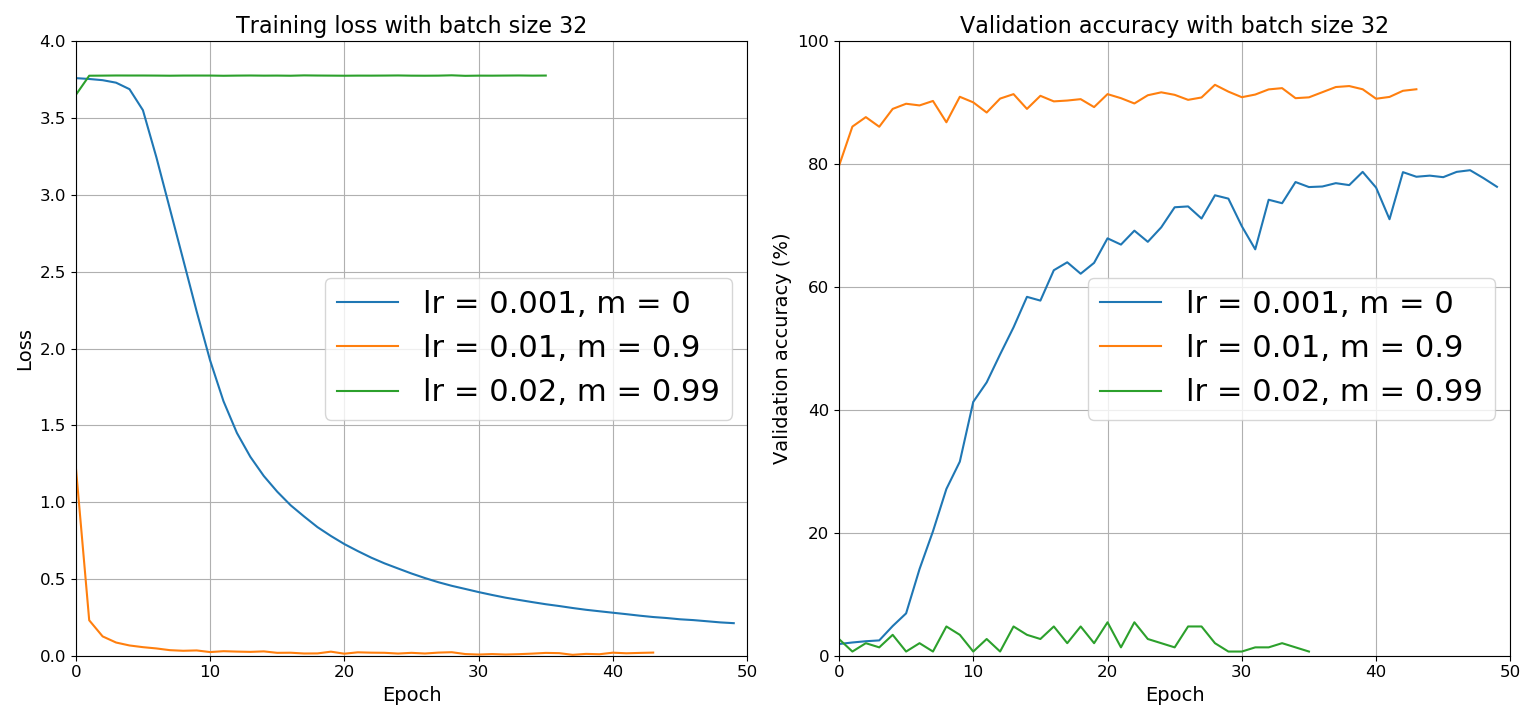 Training loss with batch size 32
4.0
3.5
3.0
2.5
2.0
1.5
1.0
0.5
0.0
Loss
0 10 20 30 40 50
Epoch
lr = 0.001, m = 0
lr = 0.01, m = 0.9
lr = 0.02, m = 0.99
Validation accuracy with batch size 32
100
80
60
40
20
0
Validation accuracy (%)
0 10 20 30 40 50
Epoch
lr = 0.001, m = 0
lr = 0.01, m = 0.9
lr = 0.02, m = 0.99